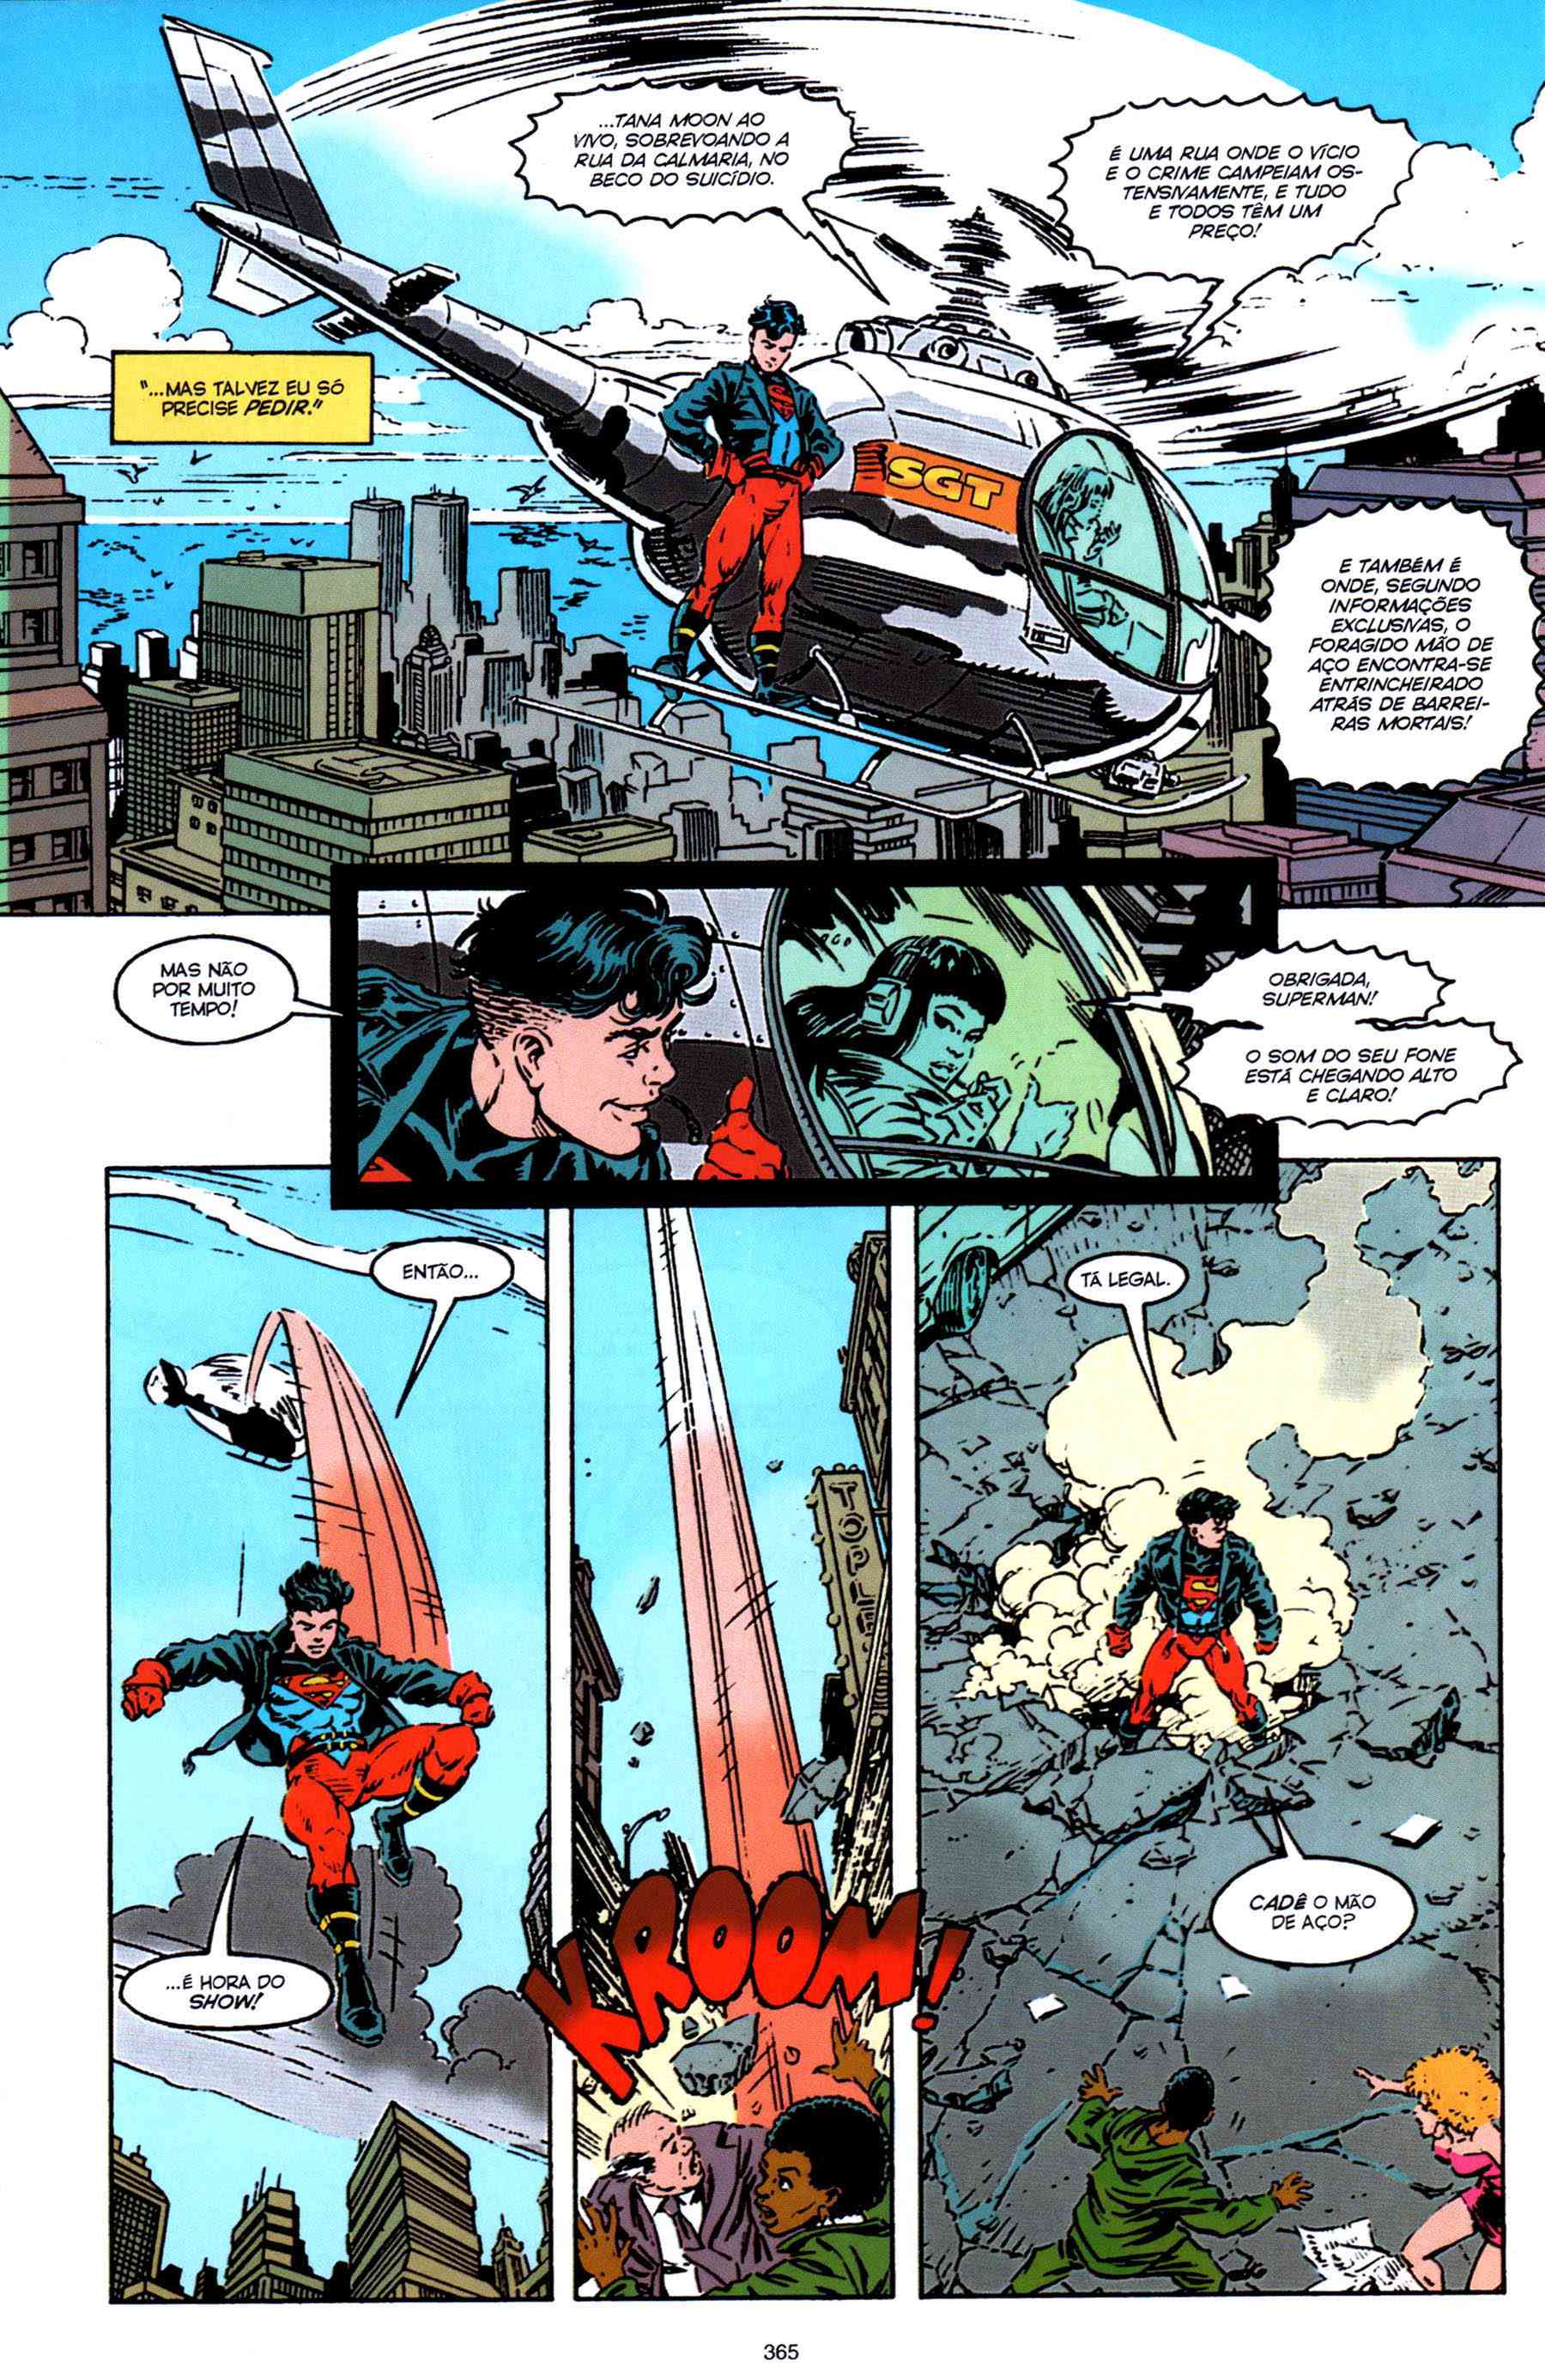 ...TANA MOON AO
VIVO, SOBREVOANDO A
RUA DA CALMARIA, NO
BECO DO SUICÍDIO.
É UMA RUA ONDE O VÍCIO
E O CRIME CAMPEIAM OS-
TENSIVAMENTE, E TUDO
E TODOS TÊM UM
PREÇO!
"...MAS TALVEZ EU SÓ
PRECISE PEDIR."
SGT
E TAMBÉM É
ONDE, SEGUNDO
INFORMAÇÕES
EXCLUSIVAS, O
FORAGIDO MÃO DE
AÇO ENCONTRA-SE
ENTRINCHEIRADO
ATRÁS DE BARREI-
RAS MORTAIS!
MAS NÃO
POR MUITO
TEMPO!
OBRIGADA,
SUPERMAN!
O SOM DO SEU FONE
ESTÁ CHEGANDO ALTO
E CLARO!
ENTÃO...
...É HORA DO
SHOW!
TOPLE
KROOM!
TÁ LEGAL.
CADÊ O MÃO
DE AÇO?
365